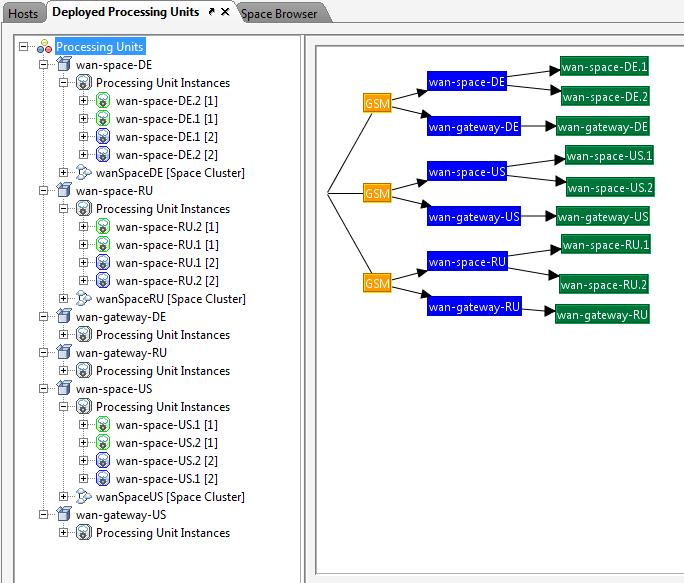 Hosts
Deployed Processing Units
Space Browser
Processing Units
wan-space-DE
Processing Unit Instances
wan-space-DE.2 [1]
wan-space-DE.1 [1]
wan-space-DE.1 [2]
wan-space-DE.2 [2]
wanSpaceDE [Space Cluster]
wan-space-RU
Processing Unit Instances
wan-space-RU.2 [1]
wan-space-RU.1 [1]
wan-space-RU.1 [2]
wan-space-RU.2 [2]
wanSpaceRU [Space Cluster]
wan-gateway-DE
Processing Unit Instances
wan-gateway-RU
Processing Unit Instances
wan-space-US
Processing Unit Instances
wan-space-US.1 [1]
wan-space-US.2 [1]
wan-space-US.2 [2]
wan-space-US.1 [2]
wanSpaceUS [Space Cluster]
wan-gateway-US
Processing Unit Instances
GSM
wan-space-DE
wan-space-DE.1
wan-space-DE.2
wan-gateway-DE
wan-gateway-DE
GSM
wan-space-US
wan-space-US.1
wan-space-US.2
wan-gateway-US
wan-gateway-US
GSM
wan-space-RU
wan-space-RU.1
wan-space-RU.2
wan-gateway-RU
wan-gateway-RU